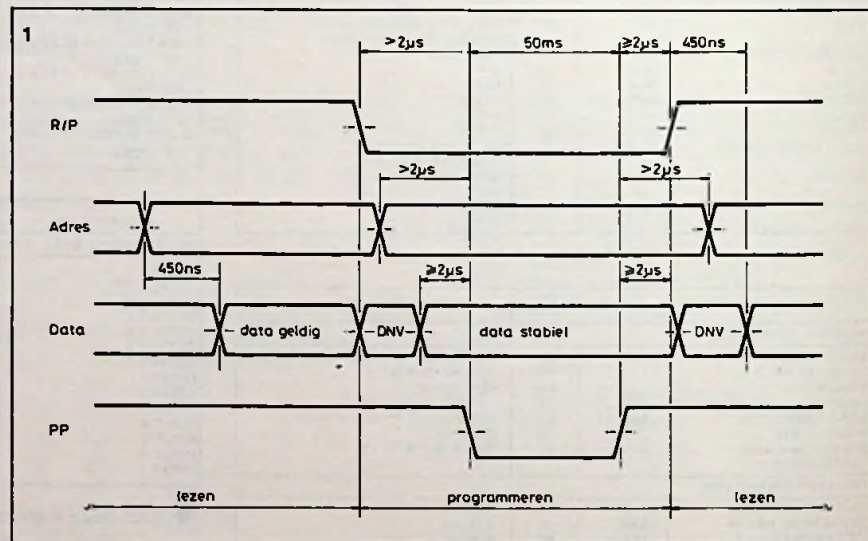 1
>2µs 50ms ≥2µs 450ns
R/P
>2µs >2µs
Adres
450ns ≥2µs ≥2µs
Data data geldig DNV data stabiel DNV
PP
lezen programmeren lezen